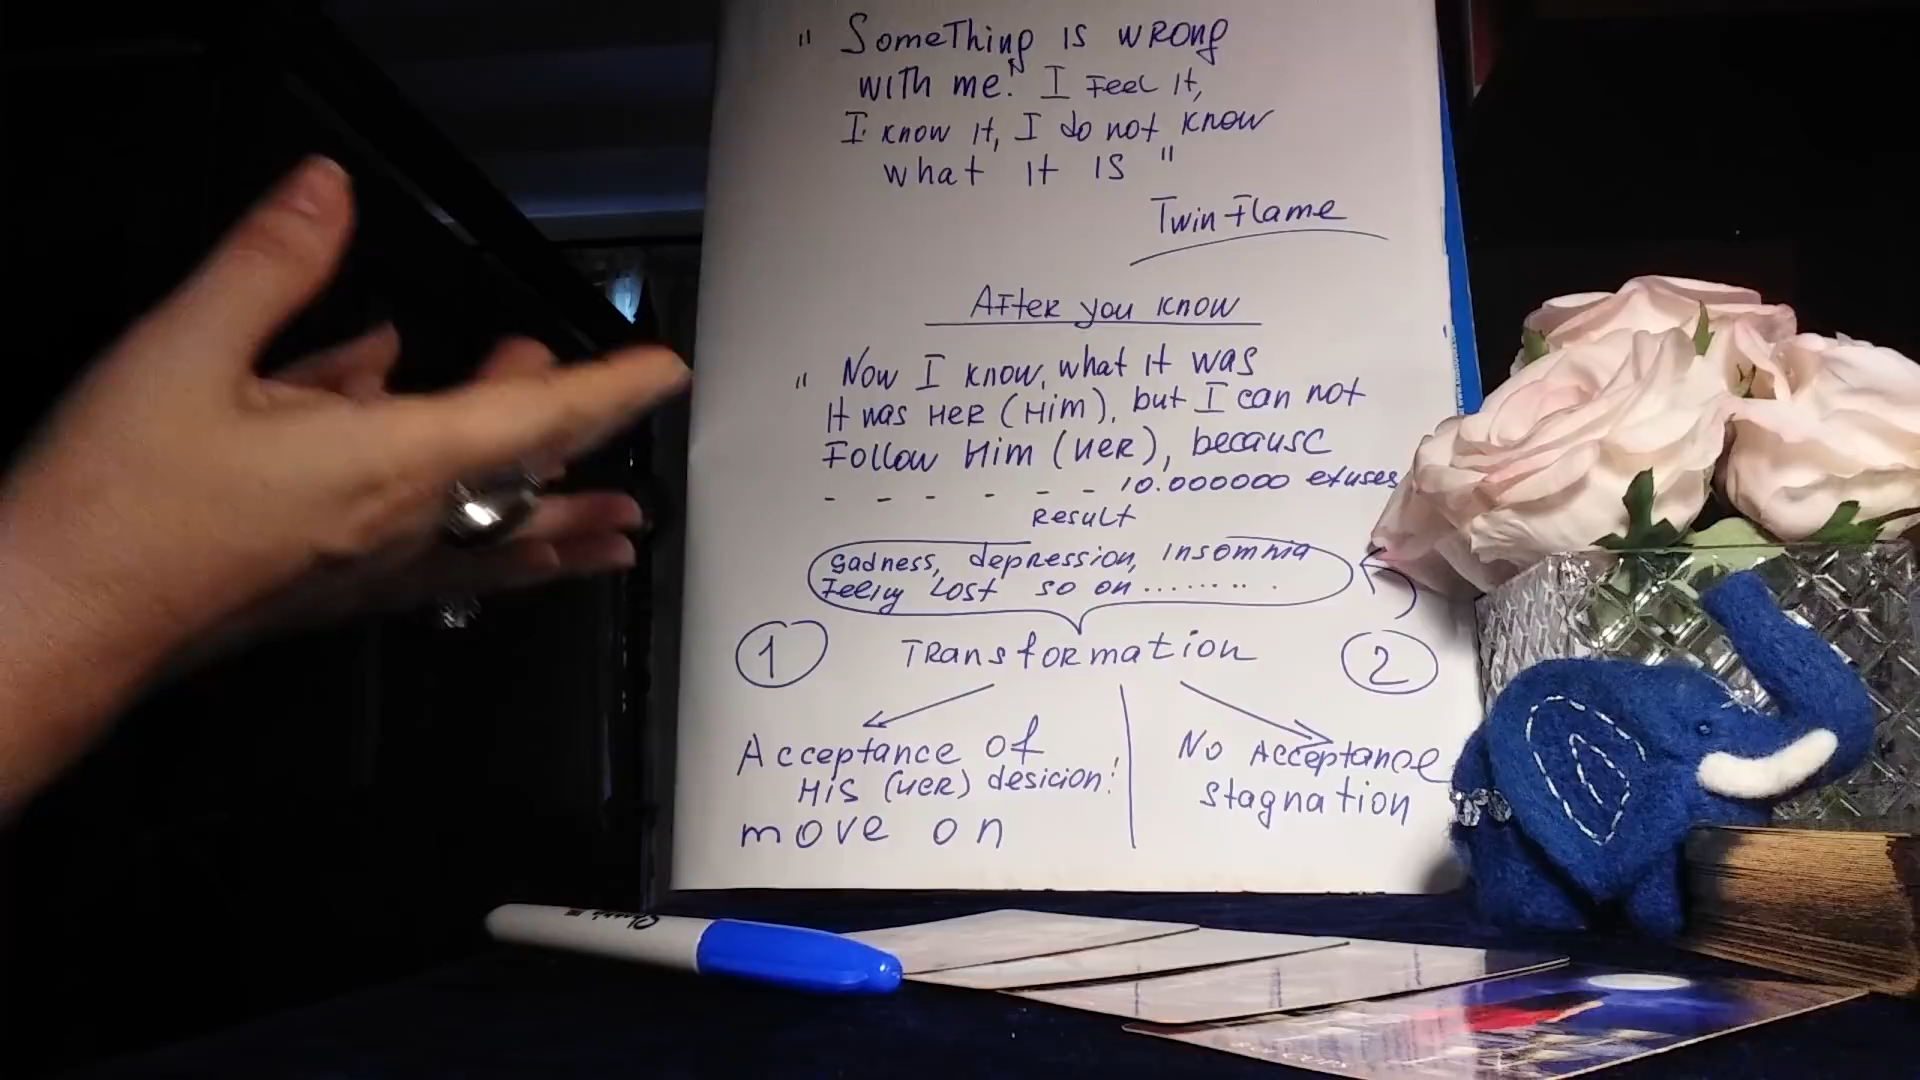 " Something is wrong
with me! I Feel it,
I know it, I do not know
what it is "
Twin Flame
After you know
" Now I know, what it was
It was Her (Him), but I can not
Follow Him (Her), because
- - - - - - 10.000000 exuses
Result
Sadness, depression, Insomnia
Feeling Lost so on .........
1 Transformation 2
Acceptance of
His (Her) desicion!
move on
No Acceptance
stagnation